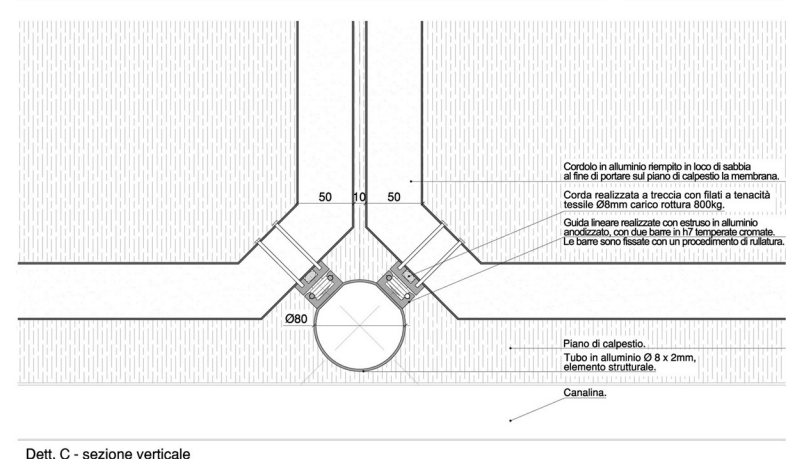 Cordolo in alluminio riempito in loco di sabbia
al fine di portare sul piano di calpestio la membrana.
50 10 50
Corda realizzata a treccia con filati a tenacità
tessile Ø8mm carico rottura 800kg.
Guida lineare realizzate con estruso in alluminio
anodizzato, con due barre in h7 temperate cromate.
Le barre sono fissate con un procedimento di rullatura.
Ø80
Piano di calpestio.
Tubo in alluminio Ø 8 x 2mm,
elemento strutturale.
Canalina.
Dett. C - sezione verticale